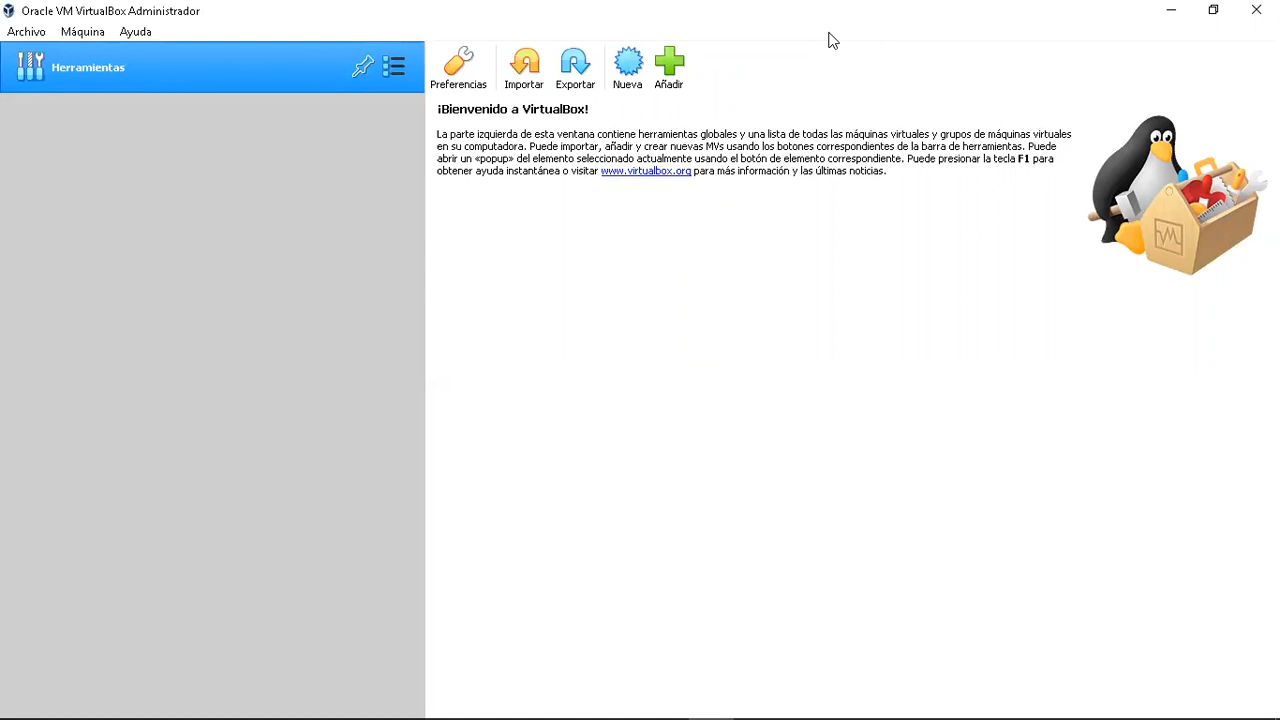 Oracle VM VirtualBox Administrador
Archivo Máquina Ayuda
Herramientas
Preferencias Importar Exportar Nueva Añadir
¡Bienvenido a VirtualBox!
La parte izquierda de esta ventana contiene herramientas globales y una lista de todas las máquinas virtuales y grupos de máquinas virtuales
en su computadora. Puede importar, añadir y crear nuevas MVs usando los botones correspondientes de la barra de herramientas. Puede
abrir un «popup» del elemento seleccionado actualmente usando el botón de elemento correspondiente. Puede presionar la tecla F1 para
obtener ayuda instantánea o visitar www.virtualbox.org para más información y las últimas noticias.